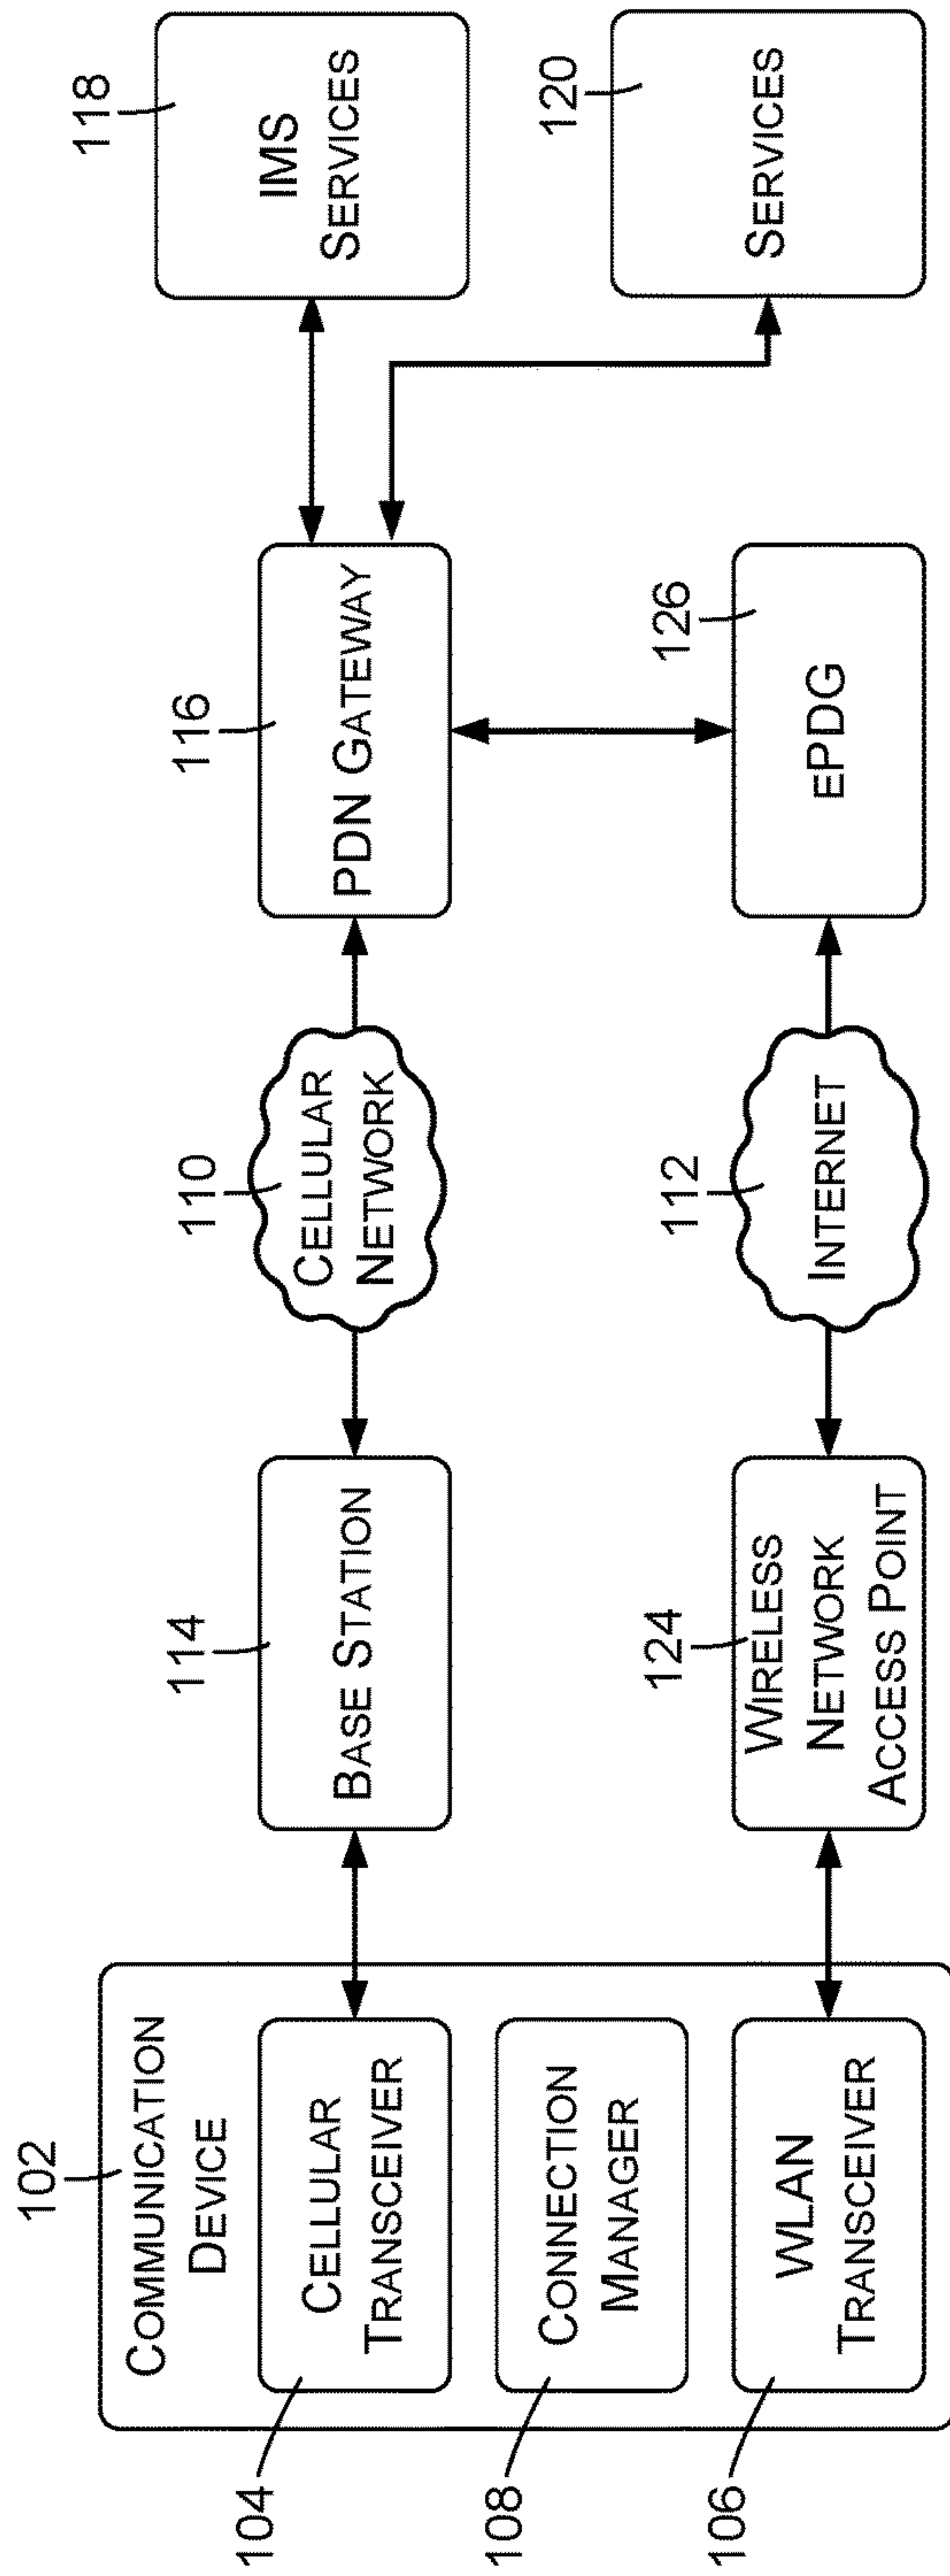 102
COMMUNICATION
DEVICE
104
CELLULAR
TRANSCEIVER
108
CONNECTION
MANAGER
106
WLAN
TRANSCEIVER
114
BASE STATION
124
WIRELESS
NETWORK
ACCESS POINT
110
CELLULAR
NETWORK
112
INTERNET
116
PDN GATEWAY
126
EPDG
118
IMS
SERVICES
120
SERVICES